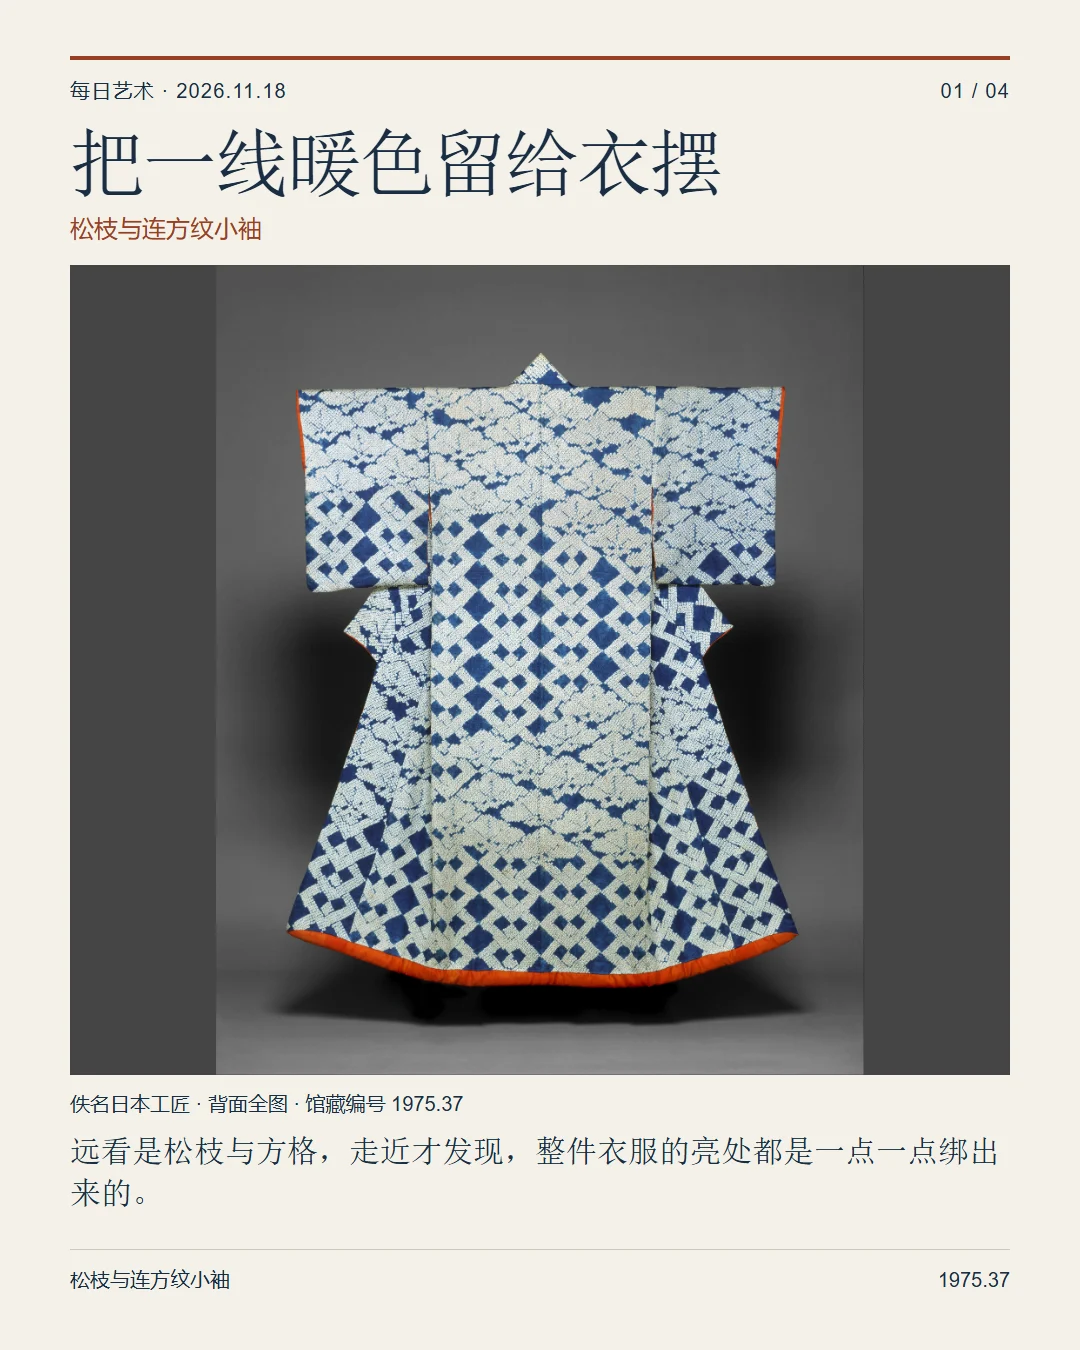 每日艺术 · 2026.11.18
01 / 04
把一线暖色留给衣摆
松枝与连方纹小袖
佚名日本工匠 · 背面全图 · 馆藏编号 1975.37
远看是松枝与方格，走近才发现，整件衣服的亮处都是一点一点绑出
来的。
松枝与连方纹小袖
1975.37